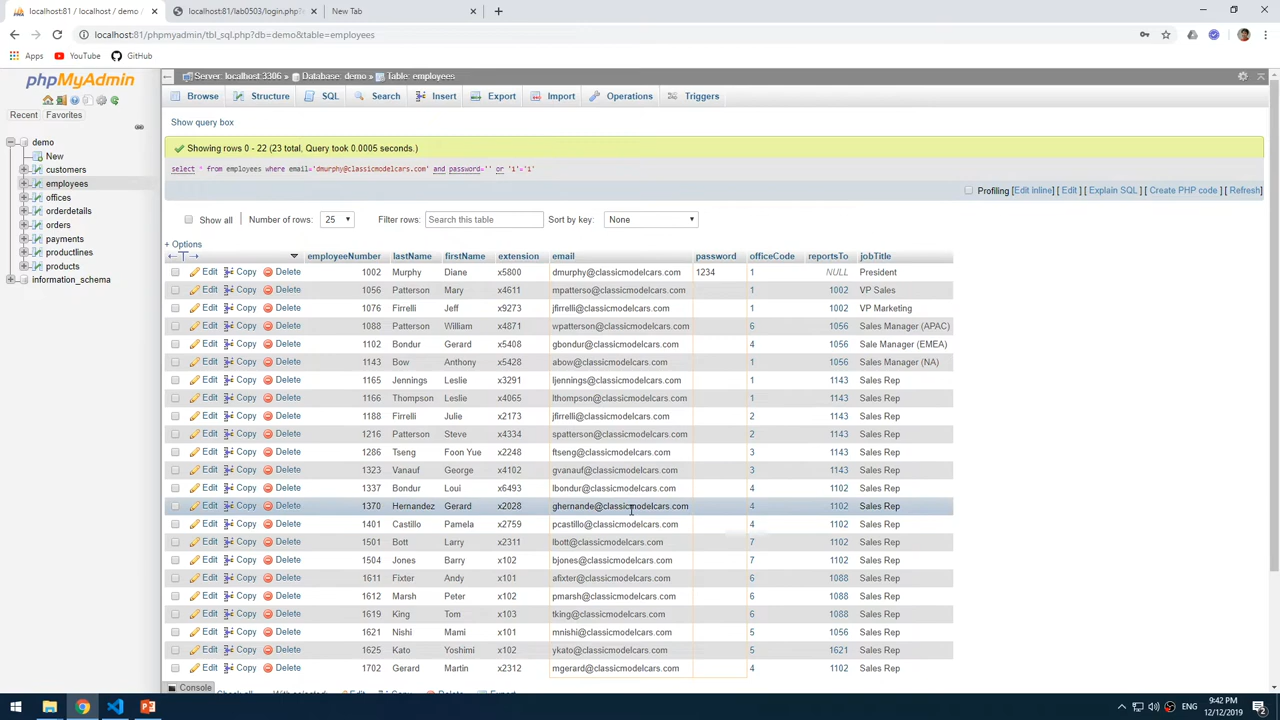 localhost:81/localhost / demo / localhost:81/lab0503/login.php? New Tab
localhost:81/phpmyadmin/tbl_sql.php?db=demo&table=employees
Apps YouTube GitHub
phpMyAdmin
Recent Favorites
demo
New
customers
employees
offices
orderdetails
orders
payments
productlines
products
information_schema
Server: localhost:3306 » Database: demo » Table: employees
Browse Structure SQL Search Insert Export Import Operations Triggers
Show query box
Showing rows 0 - 22 (23 total, Query took 0.0005 seconds.)
select * from employees where email='dmurphy@classicmodelcars.com' and password='' or '1'='1'
Profiling [Edit inline] [ Edit ] [ Explain SQL ] [ Create PHP code ] [ Refresh]
Show all Number of rows: 25 Filter rows: Search this table Sort by key: None
+ Options
←T→ employeeNumber lastName firstName extension email password officeCode reportsTo jobTitle
Edit Copy Delete 1002 Murphy Diane x5800 dmurphy@classicmodelcars.com 1234 1 NULL President
Edit Copy Delete 1056 Patterson Mary x4611 mpatterso@classicmodelcars.com 1 1002 VP Sales
Edit Copy Delete 1076 Firrelli Jeff x9273 jfirrelli@classicmodelcars.com 1 1002 VP Marketing
Edit Copy Delete 1088 Patterson William x4871 wpatterson@classicmodelcars.com 6 1056 Sales Manager (APAC)
Edit Copy Delete 1102 Bondur Gerard x5408 gbondur@classicmodelcars.com 4 1056 Sale Manager (EMEA)
Edit Copy Delete 1143 Bow Anthony x5428 abow@classicmodelcars.com 1 1056 Sales Manager (NA)
Edit Copy Delete 1165 Jennings Leslie x3291 ljennings@classicmodelcars.com 1 1143 Sales Rep
Edit Copy Delete 1166 Thompson Leslie x4065 lthompson@classicmodelcars.com 1 1143 Sales Rep
Edit Copy Delete 1188 Firrelli Julie x2173 jfirrelli@classicmodelcars.com 2 1143 Sales Rep
Edit Copy Delete 1216 Patterson Steve x4334 spatterson@classicmodelcars.com 2 1143 Sales Rep
Edit Copy Delete 1286 Tseng Foon Yue x2248 ftseng@classicmodelcars.com 3 1143 Sales Rep
Edit Copy Delete 1323 Vanauf George x4102 gvanauf@classicmodelcars.com 3 1143 Sales Rep
Edit Copy Delete 1337 Bondur Loui x6493 lbondur@classicmodelcars.com 4 1102 Sales Rep
Edit Copy Delete 1370 Hernandez Gerard x2028 ghernande@classicmodelcars.com 4 1102 Sales Rep
Edit Copy Delete 1401 Castillo Pamela x2759 pcastillo@classicmodelcars.com 4 1102 Sales Rep
Edit Copy Delete 1501 Bott Larry x2311 lbott@classicmodelcars.com 7 1102 Sales Rep
Edit Copy Delete 1504 Jones Barry x102 bjones@classicmodelcars.com 7 1102 Sales Rep
Edit Copy Delete 1611 Fixter Andy x101 afixter@classicmodelcars.com 6 1088 Sales Rep
Edit Copy Delete 1612 Marsh Peter x102 pmarsh@classicmodelcars.com 6 1088 Sales Rep
Edit Copy Delete 1619 King Tom x103 tking@classicmodelcars.com 6 1088 Sales Rep
Edit Copy Delete 1621 Nishi Mami x101 mnishi@classicmodelcars.com 5 1056 Sales Rep
Edit Copy Delete 1625 Kato Yoshimi x102 ykato@classicmodelcars.com 5 1621 Sales Rep
Edit Copy Delete 1702 Gerard Martin x2312 mgerard@classicmodelcars.com 4 1102 Sales Rep
Console Check all With selected: Edit Copy Delete Export
ENG 9:42 PM
12/12/2019 2